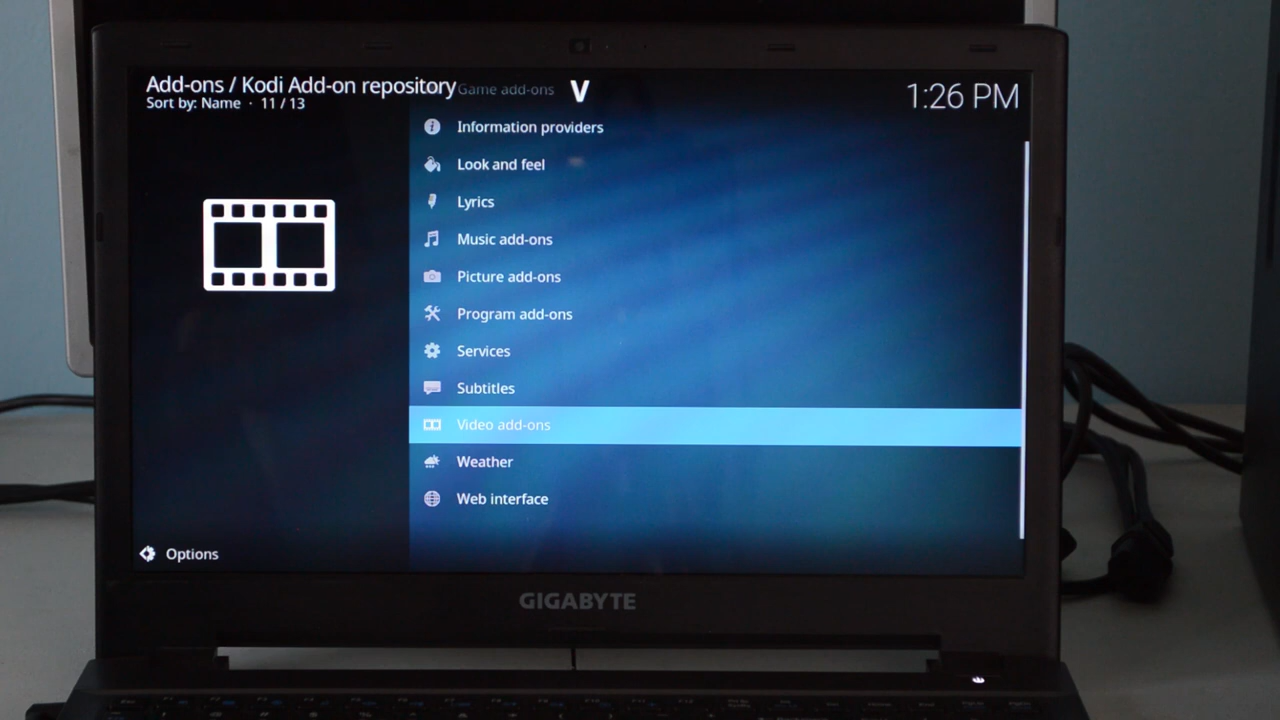 Add-ons / Kodi Add-on repository
Sort by: Name · 11 / 13
V
1:26 PM
Game add-ons
Information providers
Look and feel
Lyrics
Music add-ons
Picture add-ons
Program add-ons
Services
Subtitles
Video add-ons
Weather
Web interface
Options
GIGABYTE